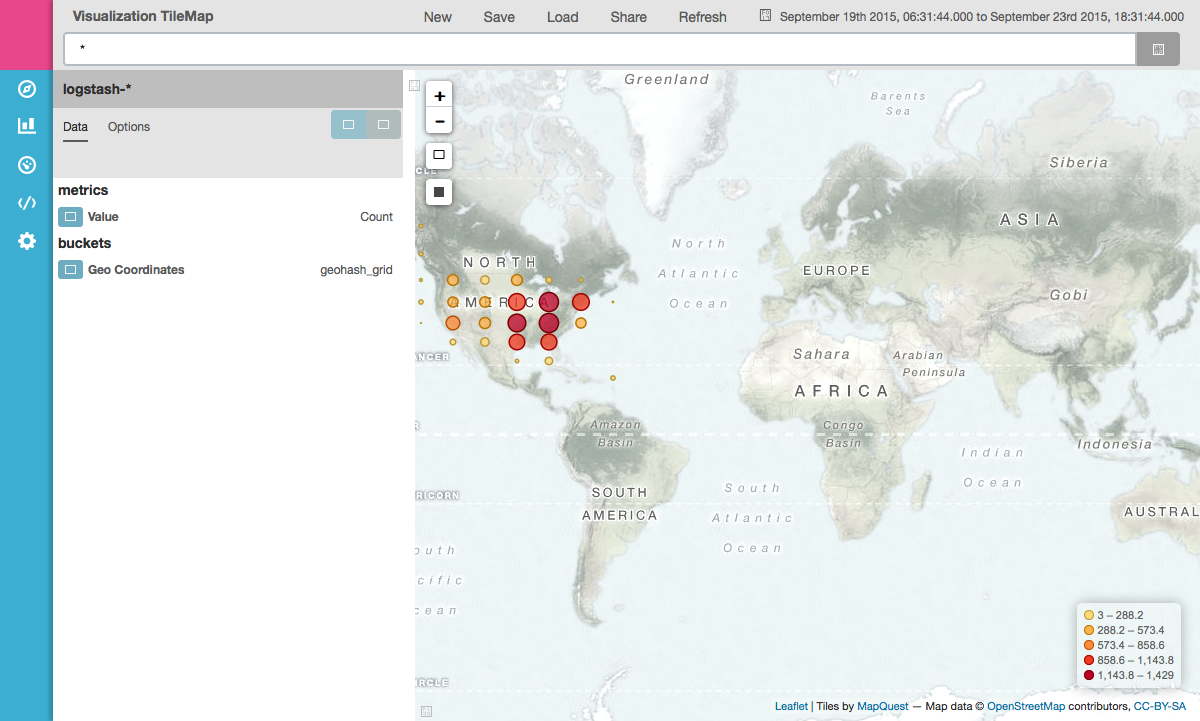 Visualization TileMap
New Save Load Share Refresh September 19th 2015, 06:31:44.000 to September 23rd 2015, 18:31:44.000
*
logstash-*
Data Options
metrics
Value Count
buckets
Geo Coordinates geohash_grid
+
−
Greenland
Barents
Sea
Siberia
CLE
ASIA
North
Atlantic
Ocean
NORTH
AMERICA
EUROPE
Gobi
NCER
Sahara
Arabian
Peninsula
AFRICA
Amazon
Basin
Congo
Basin
Indonesia
Indian
Ocean
RICORN
SOUTH
AMERICA
South
Atlantic
Ocean
AUSTRAL
outh
cific
cean
RCLE
3 – 288.2
288.2 – 573.4
573.4 – 858.6
858.6 – 1,143.8
1,143.8 – 1,429
Leaflet | Tiles by MapQuest — Map data © OpenStreetMap contributors, CC-BY-SA